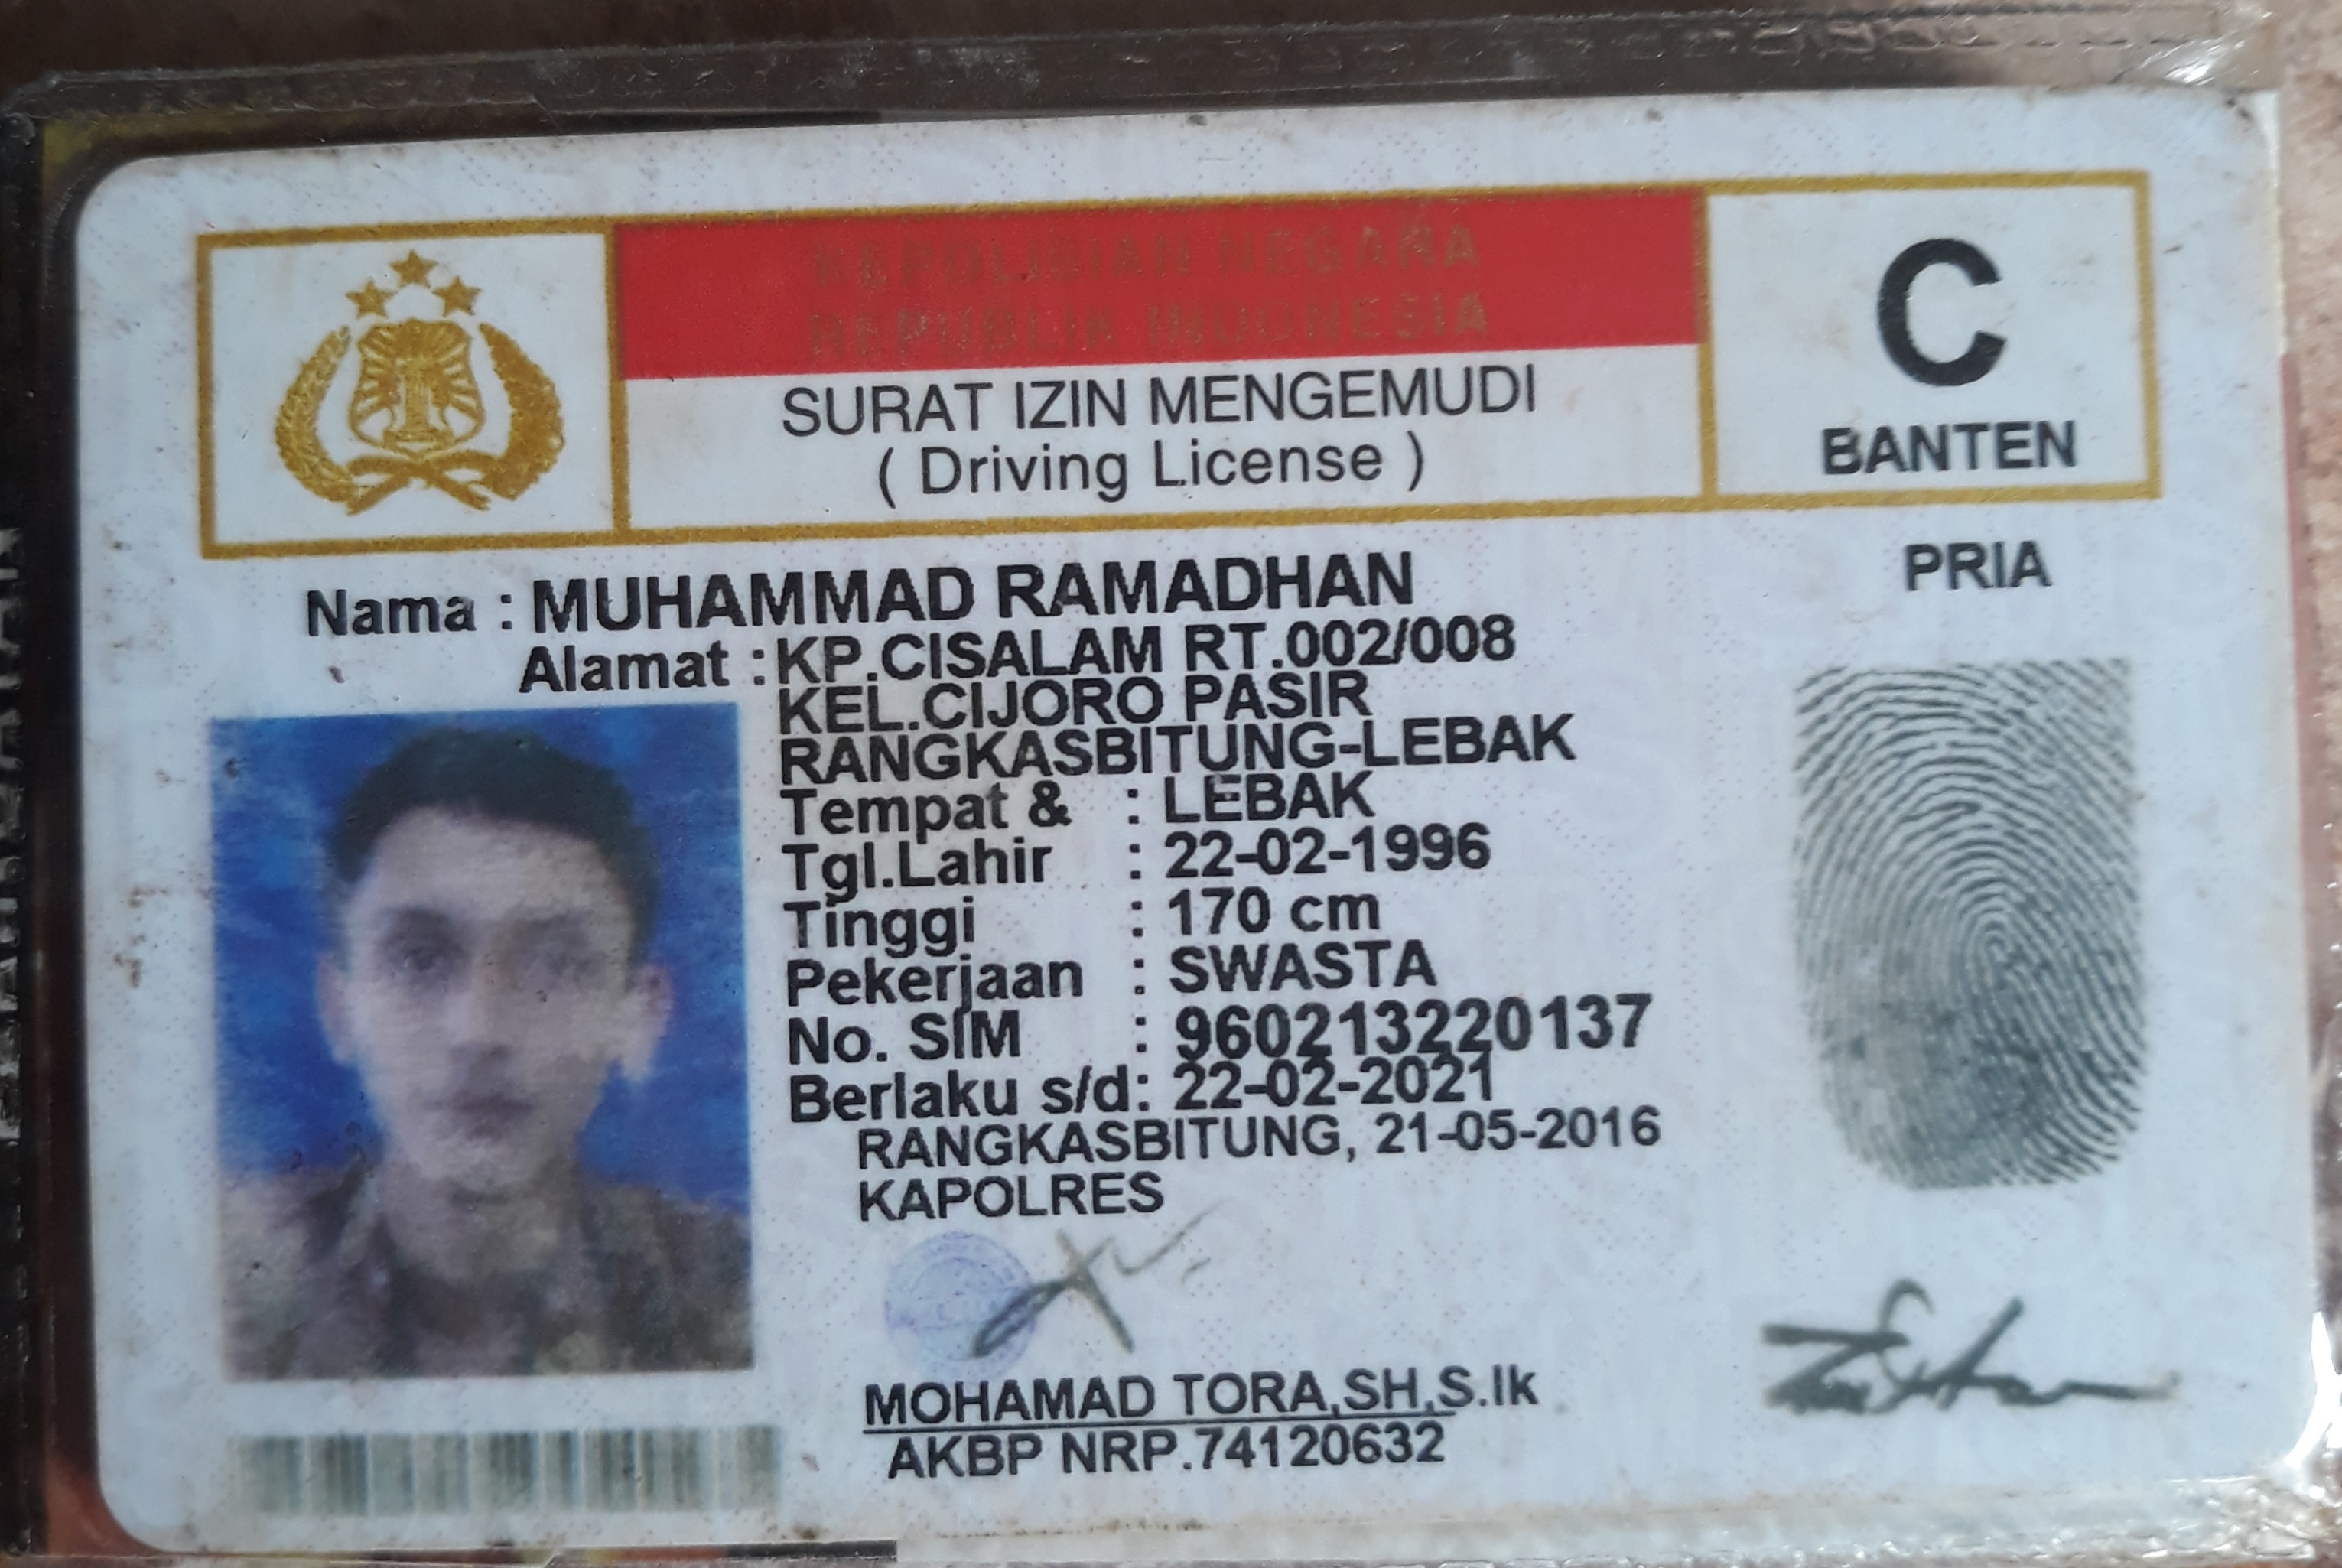 KEPOLISIAN NEGARA
REPUBLIK INDONESIA
SURAT IZIN MENGEMUDI
( Driving License )
C
BANTEN
PRIA
Nama : MUHAMMAD RAMADHAN
Alamat : KP.CISALAM RT.002/008
KEL.CIJORO PASIR
RANGKASBITUNG-LEBAK
Tempat & : LEBAK
Tgl.Lahir : 22-02-1996
Tinggi : 170 cm
Pekerjaan : SWASTA
No. SIM : 960213220137
Berlaku s/d: 22-02-2021
RANGKASBITUNG, 21-05-2016
KAPOLRES
MOHAMAD TORA,SH,S.Ik
AKBP NRP.74120632